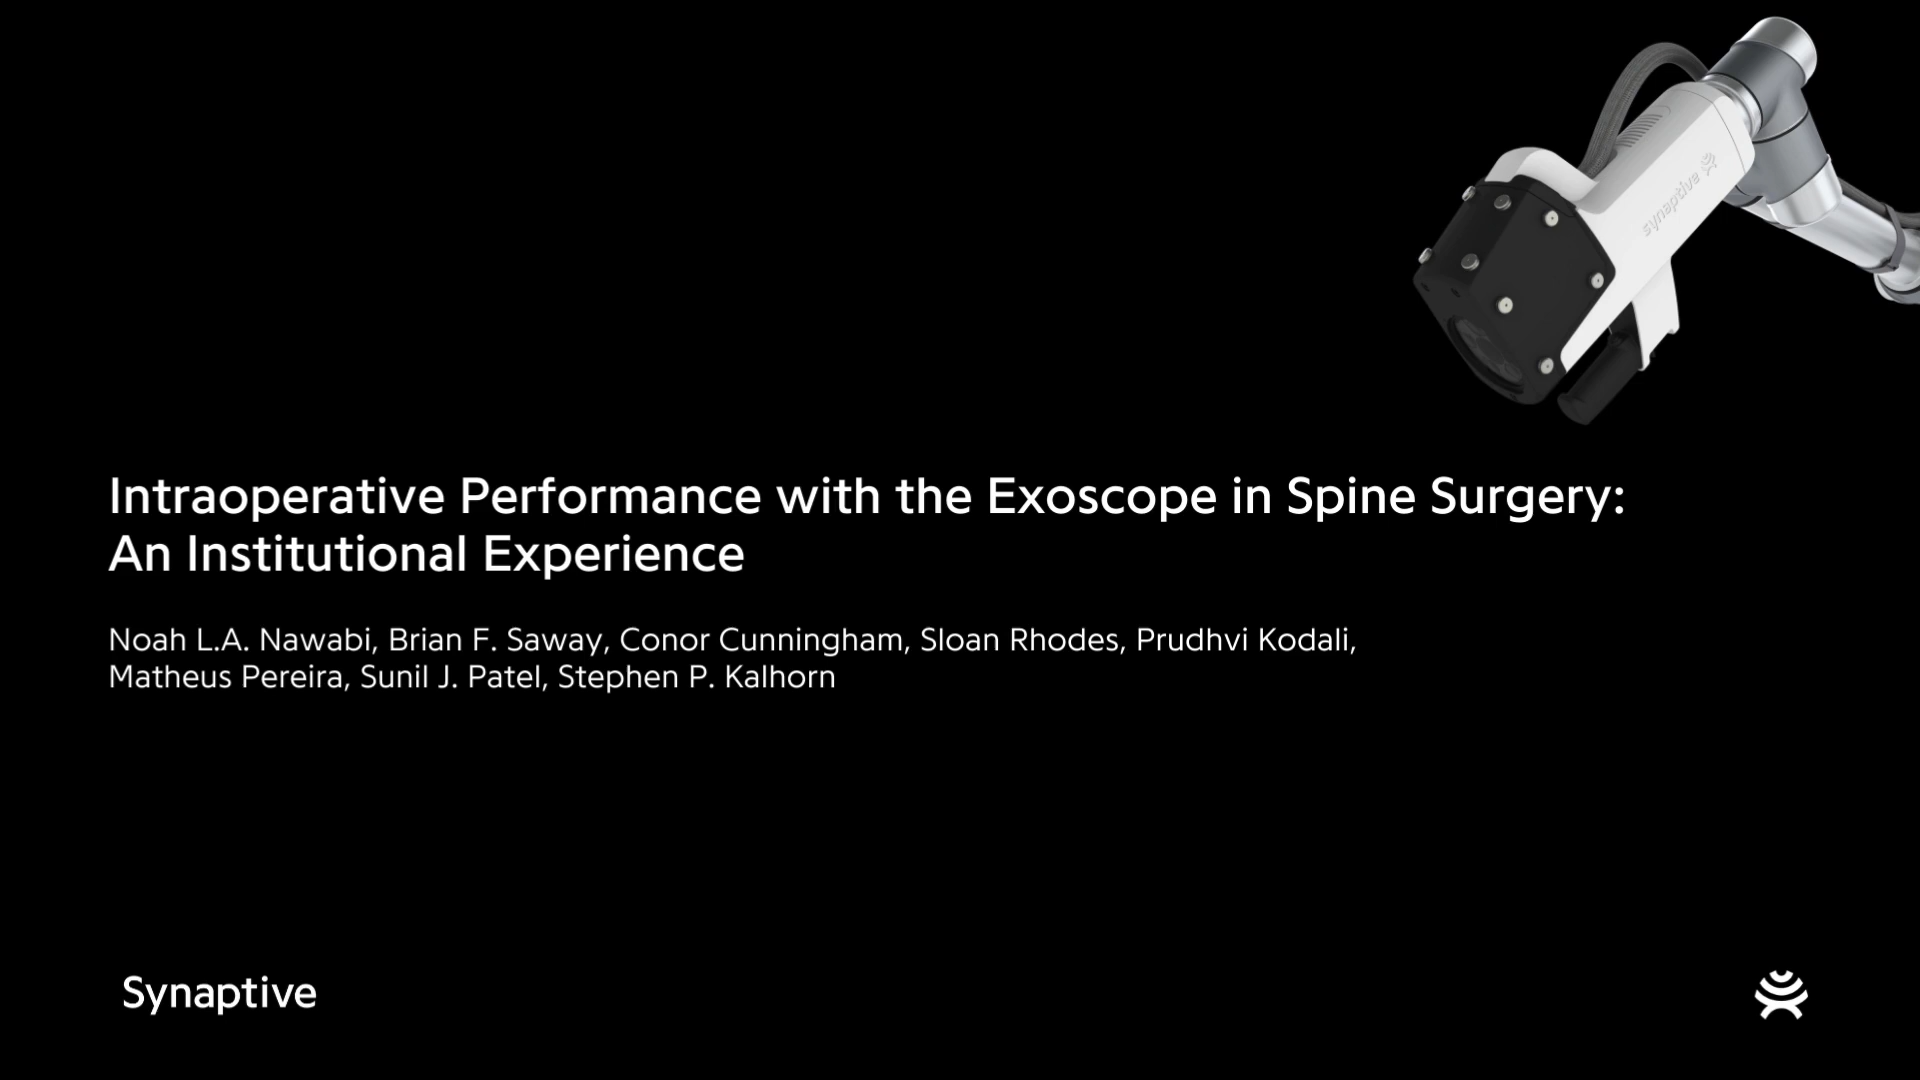 synaptive
Intraoperative Performance with the Exoscope in Spine Surgery:
An Institutional Experience
Noah L.A. Nawabi, Brian F. Saway, Conor Cunningham, Sloan Rhodes, Prudhvi Kodali,
Matheus Pereira, Sunil J. Patel, Stephen P. Kalhorn
Synaptive